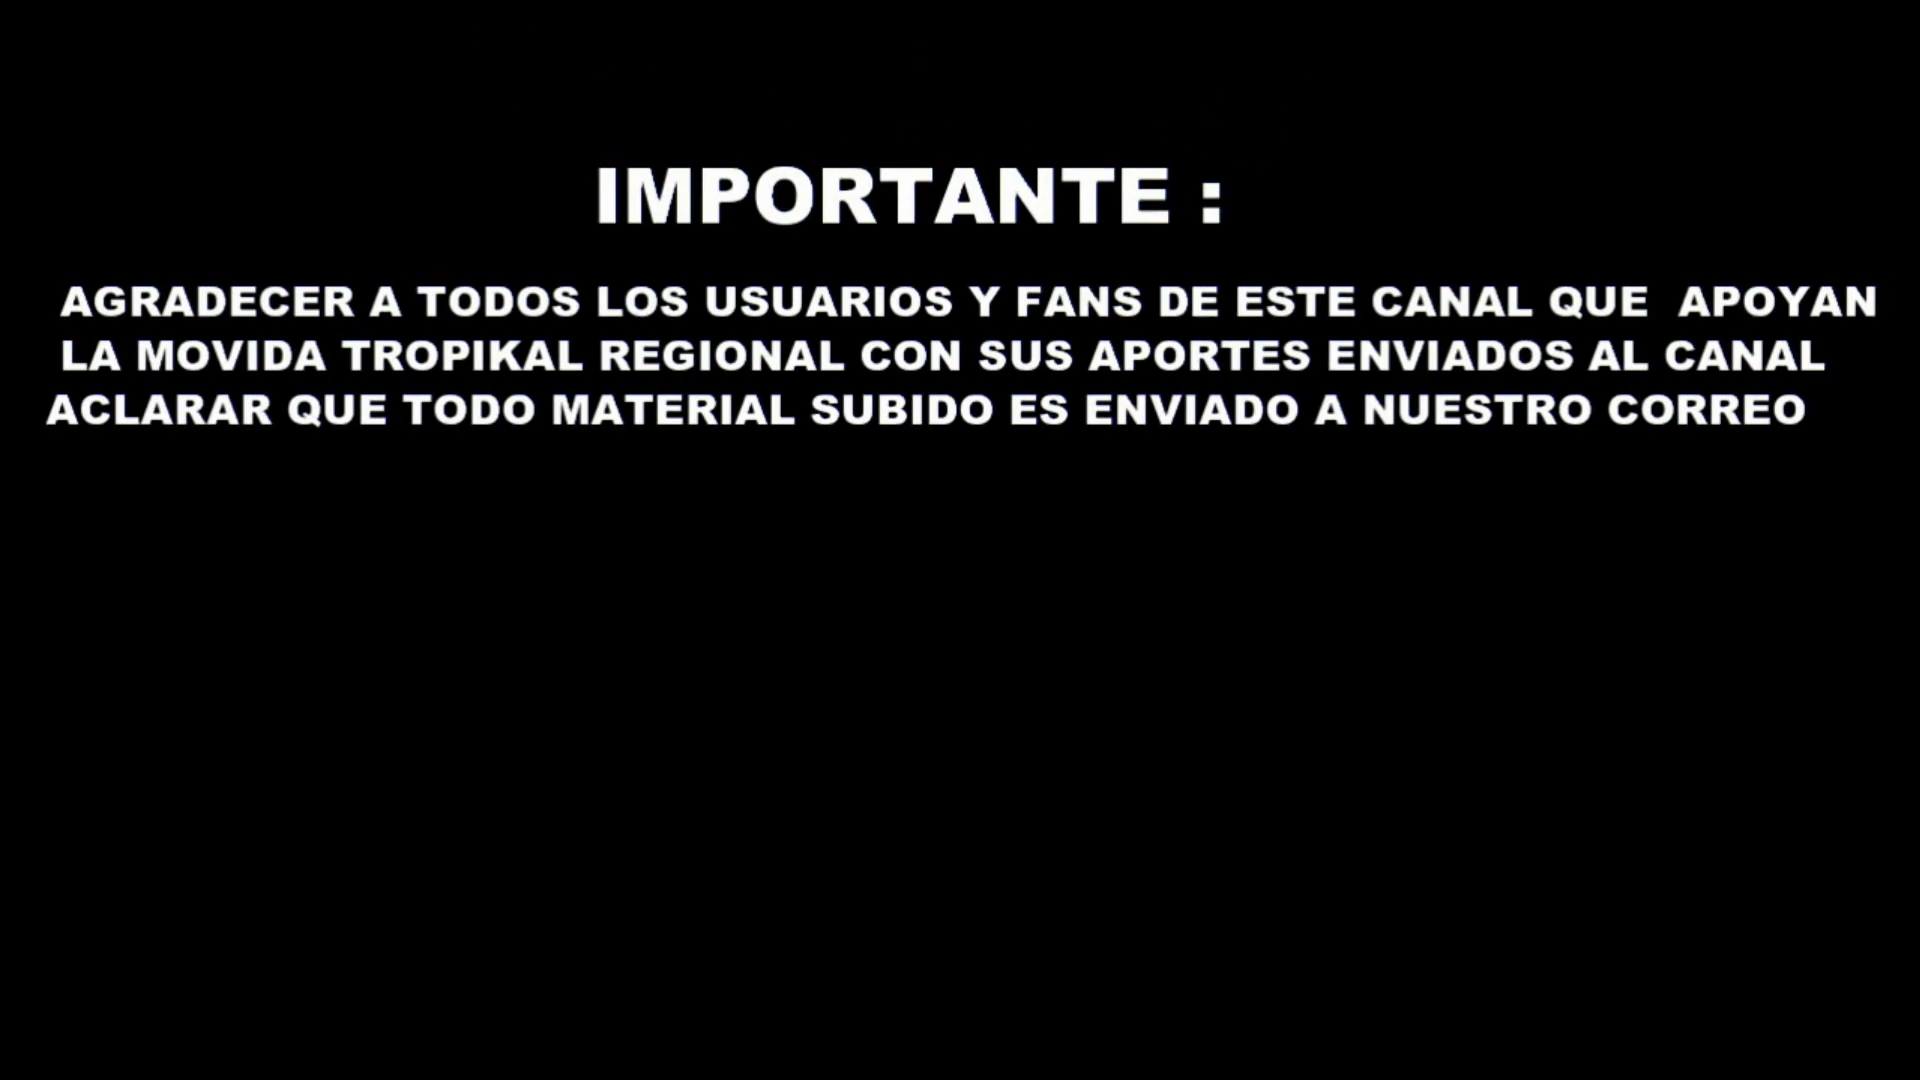 IMPORTANTE :
AGRADECER A TODOS LOS USUARIOS Y FANS DE ESTE CANAL QUE  APOYAN
LA MOVIDA TROPIKAL REGIONAL CON SUS APORTES ENVIADOS AL CANAL
ACLARAR QUE TODO MATERIAL SUBIDO ES ENVIADO A NUESTRO CORREO